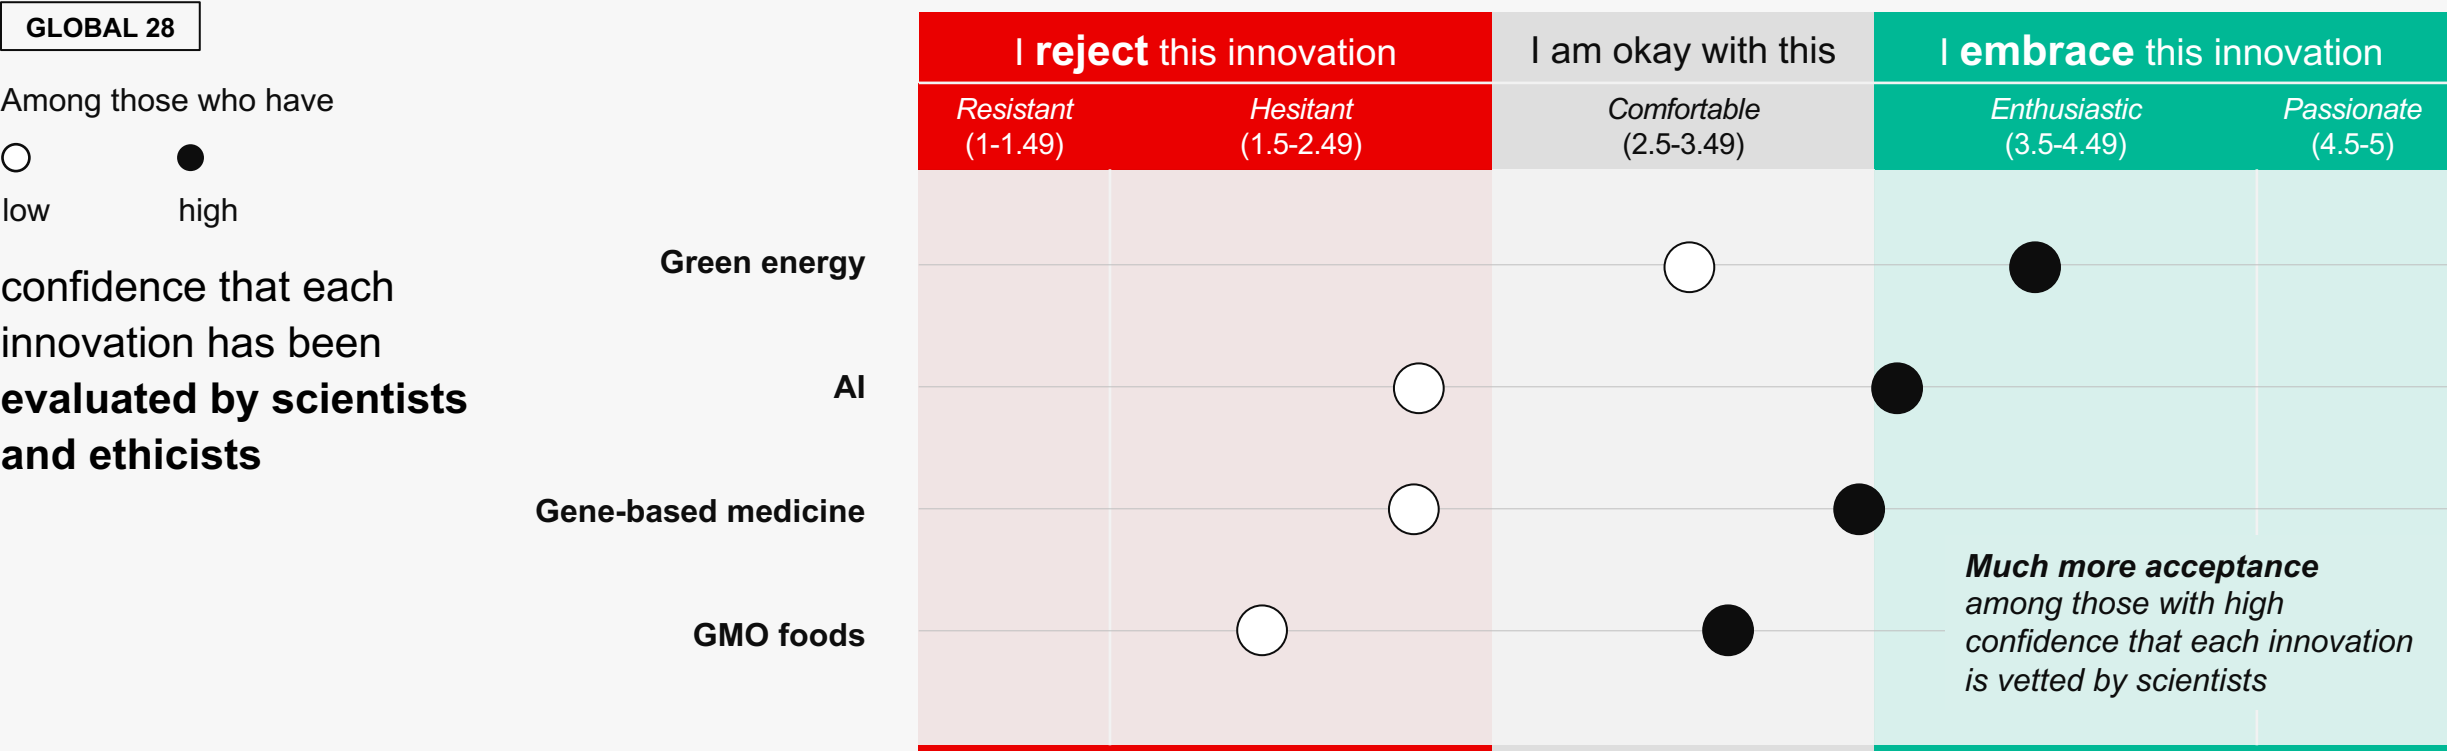 GLOBAL 28
Among those who have
low high
confidence that each
innovation has been
evaluated by scientists
and ethicists
I reject this innovation
I am okay with this
I embrace this innovation
Resistant
(1-1.49)
Hesitant
(1.5-2.49)
Comfortable
(2.5-3.49)
Enthusiastic
(3.5-4.49)
Passionate
(4.5-5)
Green energy
AI
Gene-based medicine
GMO foods
Much more acceptance
among those with high
confidence that each innovation
is vetted by scientists